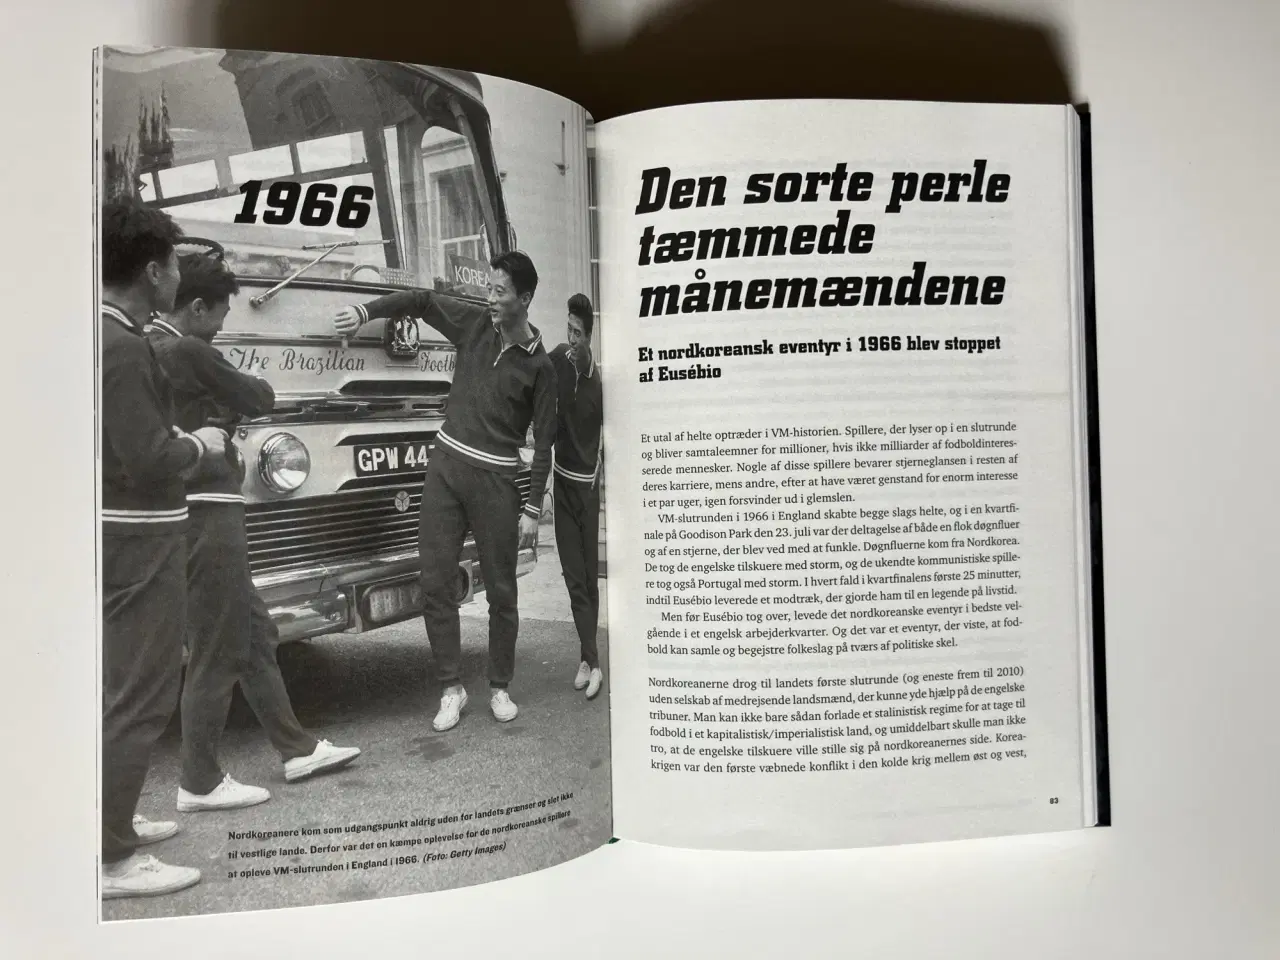 1966
KOREA
The Brazilian Footb
GPW 447
Nordkoreanere kom som udgangspunkt aldrig uden for landets grænser og slet ikke
til vestlige lande. Derfor var det en kæmpe oplevelse for de nordkoreanske spillere
at opleve VM-slutrunden i England i 1966. (Foto: Getty Images)
Den sorte perle
tæmmede
månemændene
Et nordkoreansk eventyr i 1966 blev stoppet
af Eusébio
Et utal af helte optræder i VM-historien. Spillere, der lyser op i en slutrunde
og bliver samtaleemner for millioner, hvis ikke milliarder af fodboldinteres-
serede mennesker. Nogle af disse spillere bevarer stjerneglansen i resten af
deres karriere, mens andre, efter at have været genstand for enorm interesse
i et par uger, igen forsvinder ud i glemslen.
VM-slutrunden i 1966 i England skabte begge slags helte, og i en kvartfi-
nale på Goodison Park den 23. juli var der deltagelse af både en flok døgnfluer
og af en stjerne, der blev ved med at funkle. Døgnfluerne kom fra Nordkorea.
De tog de engelske tilskuere med storm, og de ukendte kommunistiske spille-
re tog også Portugal med storm. I hvert fald i kvartfinalens første 25 minutter,
indtil Eusébio leverede et modtræk, der gjorde ham til en legende på livstid.
Men før Eusébio tog over, levede det nordkoreanske eventyr i bedste vel-
gående i et engelsk arbejderkvarter. Og det var et eventyr, der viste, at fod-
bold kan samle og begejstre folkeslag på tværs af politiske skel.
Nordkoreanerne drog til landets første slutrunde (og eneste frem til 2010)
uden selskab af medrejsende landsmænd, der kunne yde hjælp på de engelske
tribuner. Man kan ikke bare sådan forlade et stalinistisk regime for at tage til
fodbold i et kapitalistisk/imperialistisk land, og umiddelbart skulle man ikke
tro, at de engelske tilskuere ville stille sig på nordkoreanernes side. Korea-
krigen var den første væbnede konflikt i den kolde krig mellem øst og vest,
83